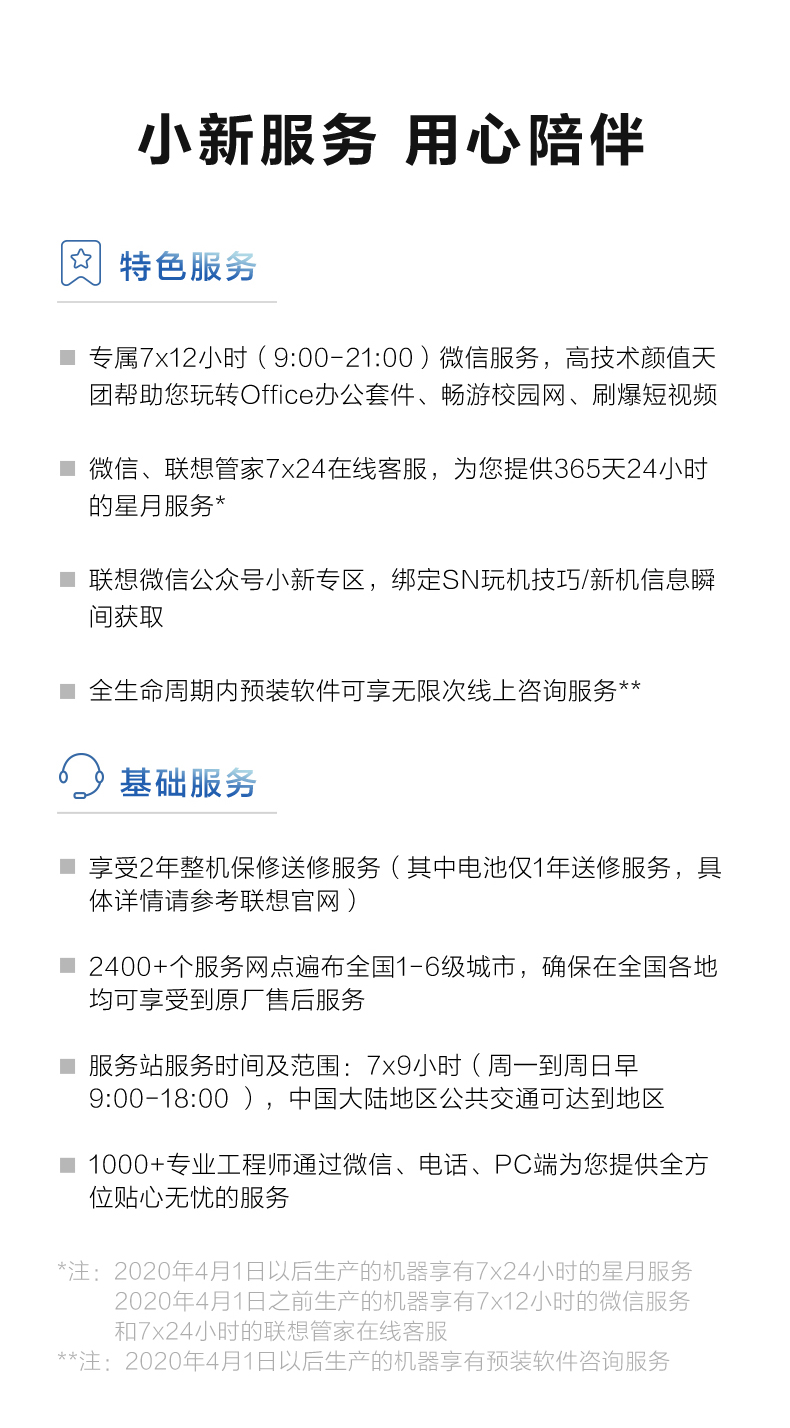 小新服务 用心陪伴
特色服务
专属7x12小时（9:00-21:00）微信服务，高技术颜值天
团帮助您玩转Office办公套件、畅游校园网、刷爆短视频
微信、联想管家7x24在线客服，为您提供365天24小时
的星月服务*
联想微信公众号小新专区，绑定SN玩机技巧/新机信息瞬
间获取
全生命周期内预装软件可享无限次线上咨询服务**
基础服务
享受2年整机保修送修服务（其中电池仅1年送修服务，具
体详情请参考联想官网）
2400+个服务网点遍布全国1-6级城市，确保在全国各地
均可享受到原厂售后服务
服务站服务时间及范围：7x9小时（周一到周日早
9:00-18:00 ），中国大陆地区公共交通可达到地区
1000+专业工程师通过微信、电话、PC端为您提供全方
位贴心无忧的服务
*注：2020年4月1日以后生产的机器享有7x24小时的星月服务
2020年4月1日之前生产的机器享有7x12小时的微信服务
和7x24小时的联想管家在线客服
**注：2020年4月1日以后生产的机器享有预装软件咨询服务